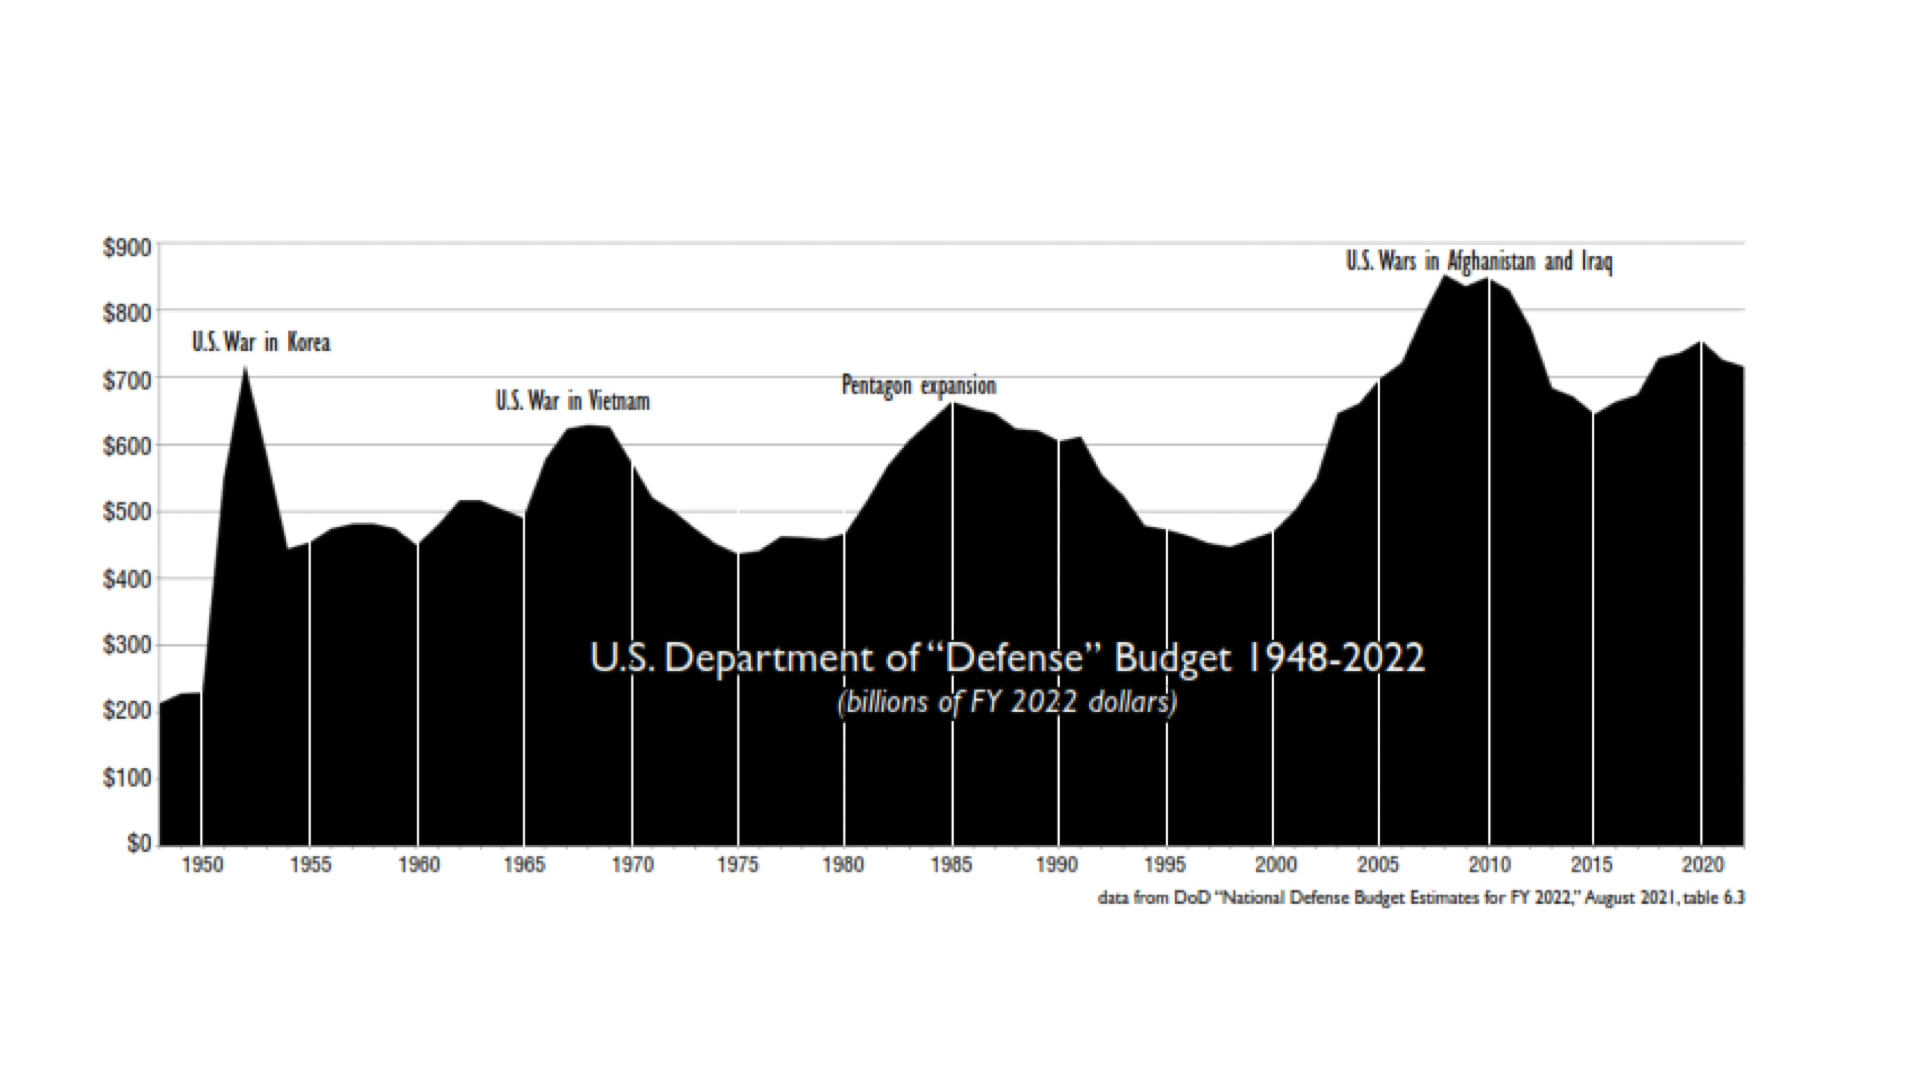 $900
U.S. Wars in Afghanistan and Iraq
$800
U.S. War in Korea
$700
Pentagon expansion
U.S. War in Vietnam
$600
$500
$400
$300
U.S. Department of “Defense” Budget 1948-2022
$200
(billions of FY 2022 dollars)
$100
$0
1950 1955 1960 1965 1970 1975 1980 1985 1990 1995 2000 2005 2010 2015 2020
data from DoD “National Defense Budget Estimates for FY 2022,” August 2021, table 6.3